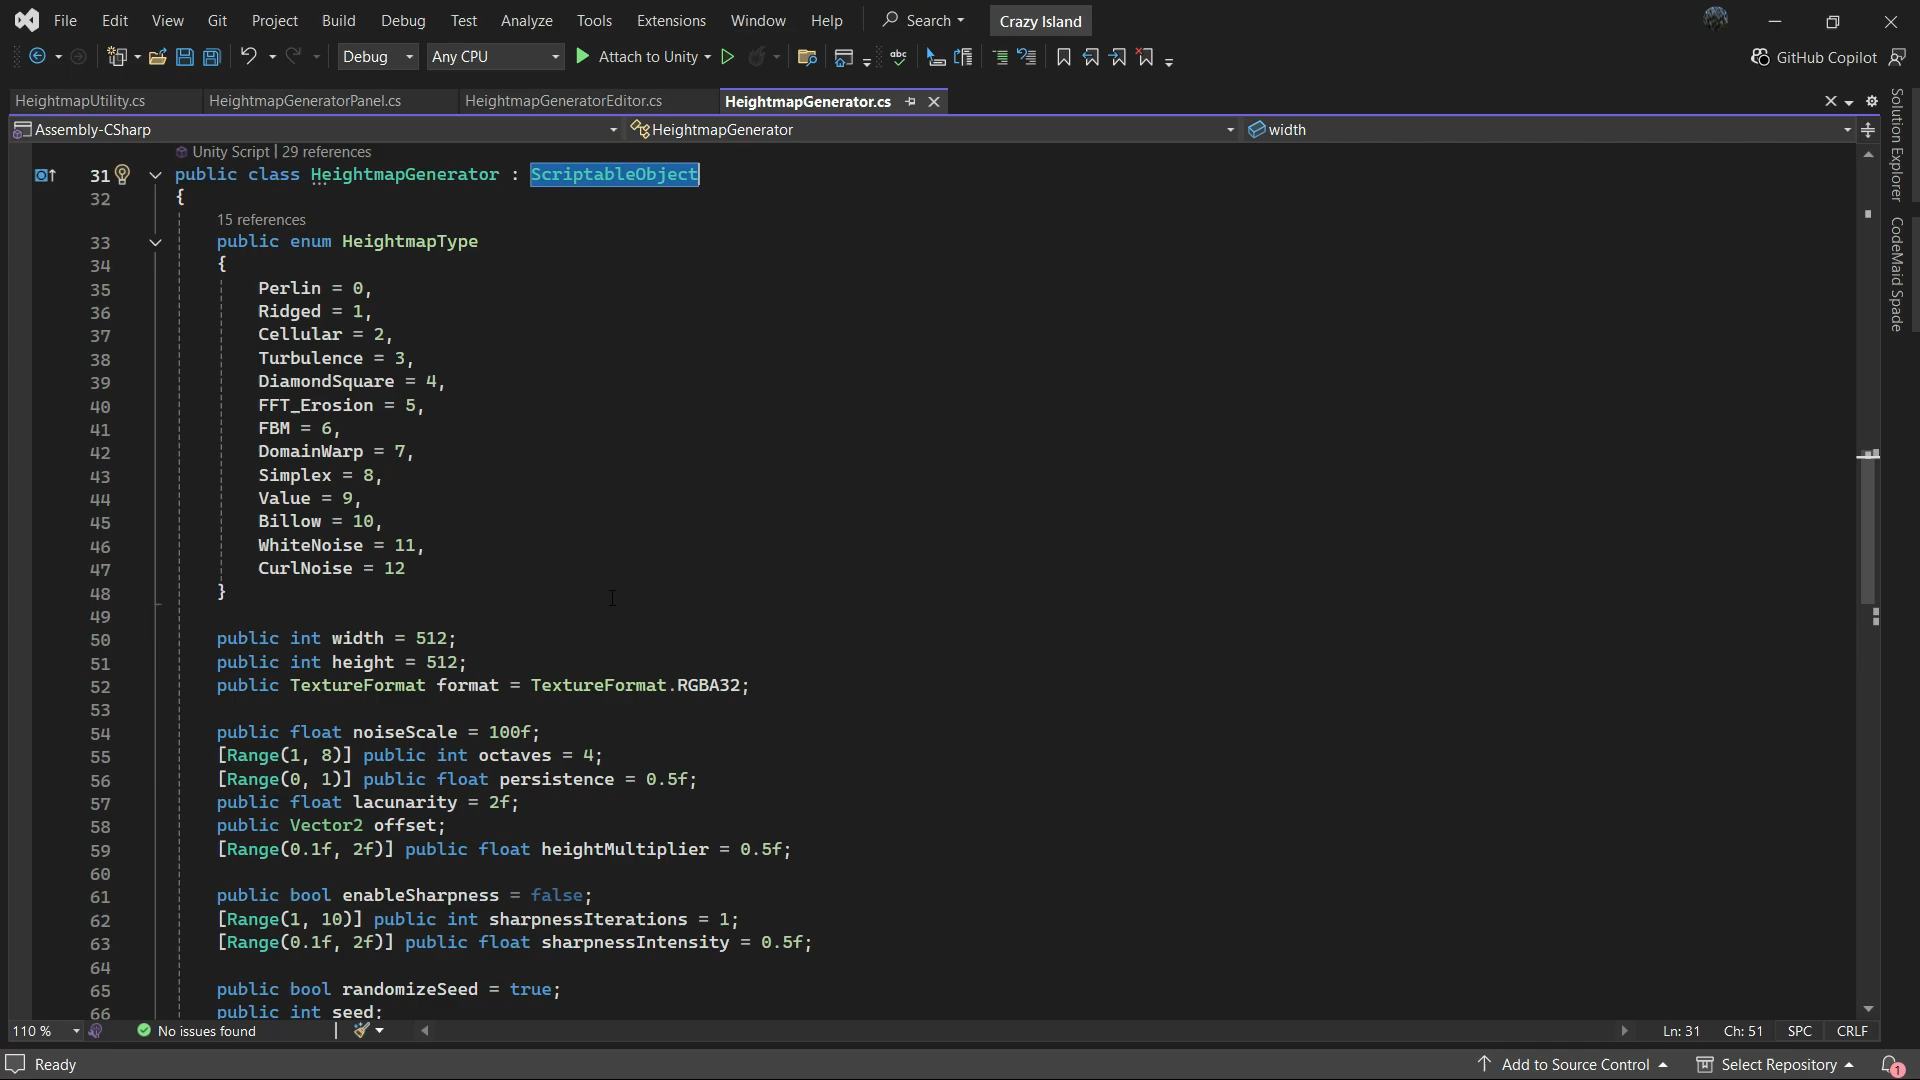 File Edit View Git Project Build Debug Test Analyze Tools Extensions Window Help Search Crazy Island
Debug Any CPU Attach to Unity abc GitHub Copilot
HeightmapUtility.cs HeightmapGeneratorPanel.cs HeightmapGeneratorEditor.cs HeightmapGenerator.cs
Assembly-CSharp HeightmapGenerator width
Unity Script | 29 references
31 public class HeightmapGenerator : ScriptableObject
32 {
15 references
33 public enum HeightmapType
34 {
35 Perlin = 0,
36 Ridged = 1,
37 Cellular = 2,
38 Turbulence = 3,
39 DiamondSquare = 4,
40 FFT_Erosion = 5,
41 FBM = 6,
42 DomainWarp = 7,
43 Simplex = 8,
44 Value = 9,
45 Billow = 10,
46 WhiteNoise = 11,
47 CurlNoise = 12
48 }
49
50 public int width = 512;
51 public int height = 512;
52 public TextureFormat format = TextureFormat.RGBA32;
53
54 public float noiseScale = 100f;
55 [Range(1, 8)] public int octaves = 4;
56 [Range(0, 1)] public float persistence = 0.5f;
57 public float lacunarity = 2f;
58 public Vector2 offset;
59 [Range(0.1f, 2f)] public float heightMultiplier = 0.5f;
60
61 public bool enableSharpness = false;
62 [Range(1, 10)] public int sharpnessIterations = 1;
63 [Range(0.1f, 2f)] public float sharpnessIntensity = 0.5f;
64
65 public bool randomizeSeed = true;
66 public int seed;
Solution Explorer
CodeMaid Spade
110 % No issues found Ln: 31 Ch: 51 SPC CRLF
Ready Add to Source Control Select Repository 1